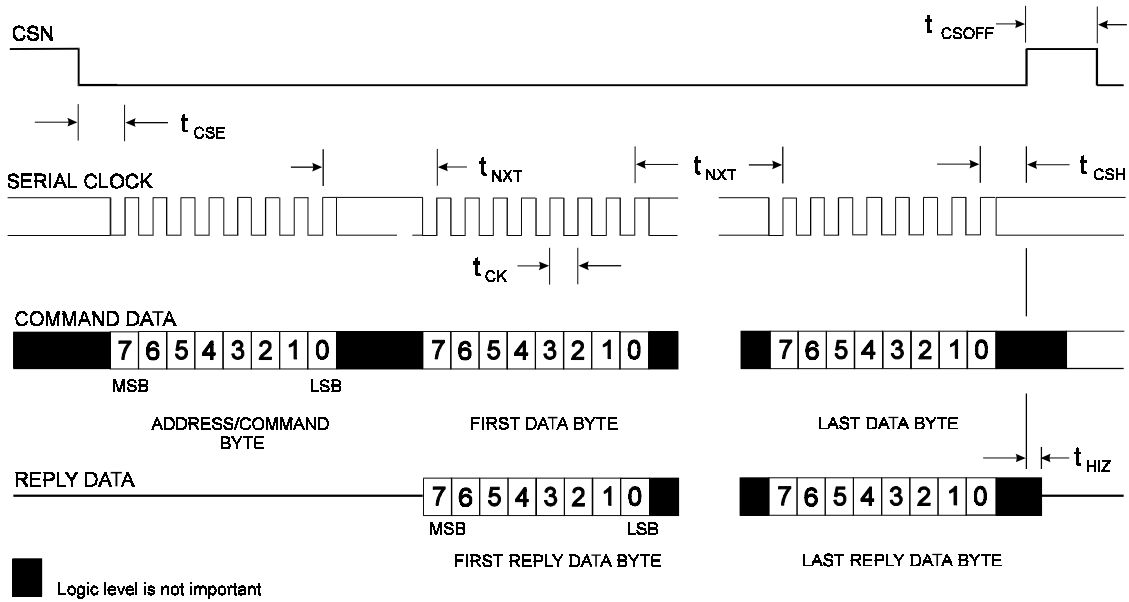 t CSOFF
CSN
t CSE
t NXT
t NXT
t CSH
SERIAL CLOCK
t CK
COMMAND DATA
7 6 5 4 3 2 1 0
7 6 5 4 3 2 1 0
7 6 5 4 3 2 1 0
MSB
LSB
ADDRESS/COMMAND
BYTE
FIRST DATA BYTE
LAST DATA BYTE
t HIZ
REPLY DATA
7 6 5 4 3 2 1 0
7 6 5 4 3 2 1 0
MSB
LSB
FIRST REPLY DATA BYTE
LAST REPLY DATA BYTE
Logic level is not important